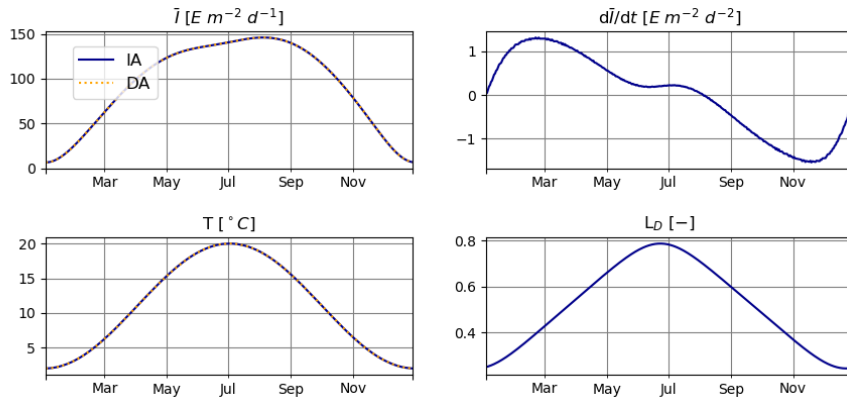 Ī [E m⁻² d⁻¹]
150
100
50
0
IA
DA
Mar May Jul Sep Nov
dĪ/dt [E m⁻² d⁻²]
1
0
−1
Mar May Jul Sep Nov
T [°C]
20
15
10
5
Mar May Jul Sep Nov
L_D [−]
0.8
0.6
0.4
Mar May Jul Sep Nov